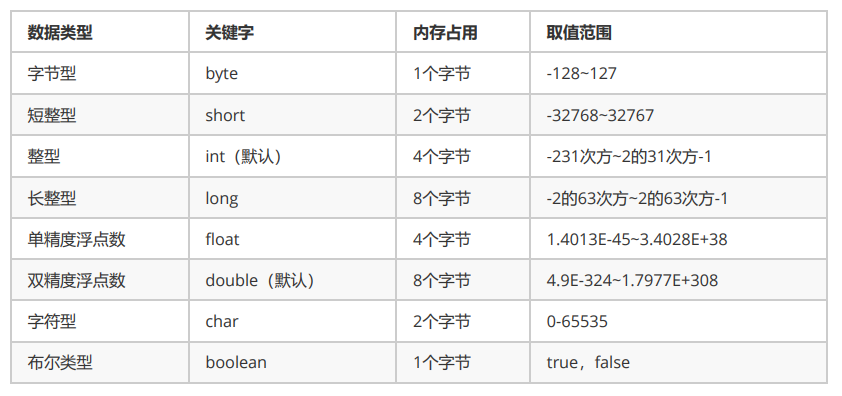 数据类型 关键字 内存占用 取值范围
字节型 byte 1个字节 -128~127
短整型 short 2个字节 -32768~32767
整型 int（默认） 4个字节 -231次方~2的31次方-1
长整型 long 8个字节 -2的63次方~2的63次方-1
单精度浮点数 float 4个字节 1.4013E-45~3.4028E+38
双精度浮点数 double（默认） 8个字节 4.9E-324~1.7977E+308
字符型 char 2个字节 0-65535
布尔类型 boolean 1个字节 true，false